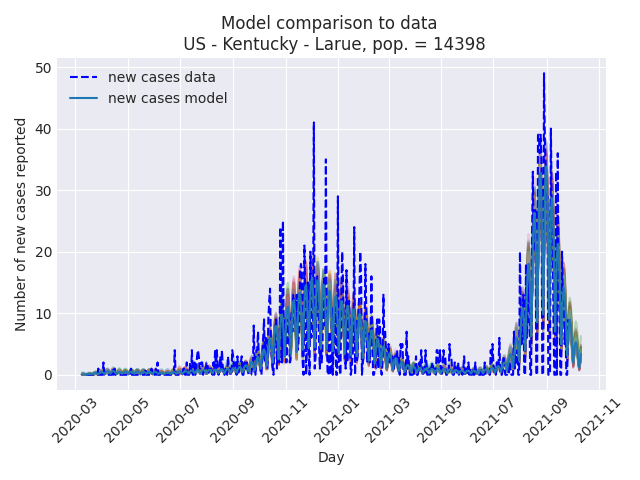 Model comparison to data
US - Kentucky - Larue, pop. = 14398
new cases data
new cases model
Number of new cases reported
50
40
30
20
10
0
2020-03
2020-05
2020-07
2020-09
2020-11
2021-01
2021-03
2021-05
2021-07
2021-09
2021-11
Day